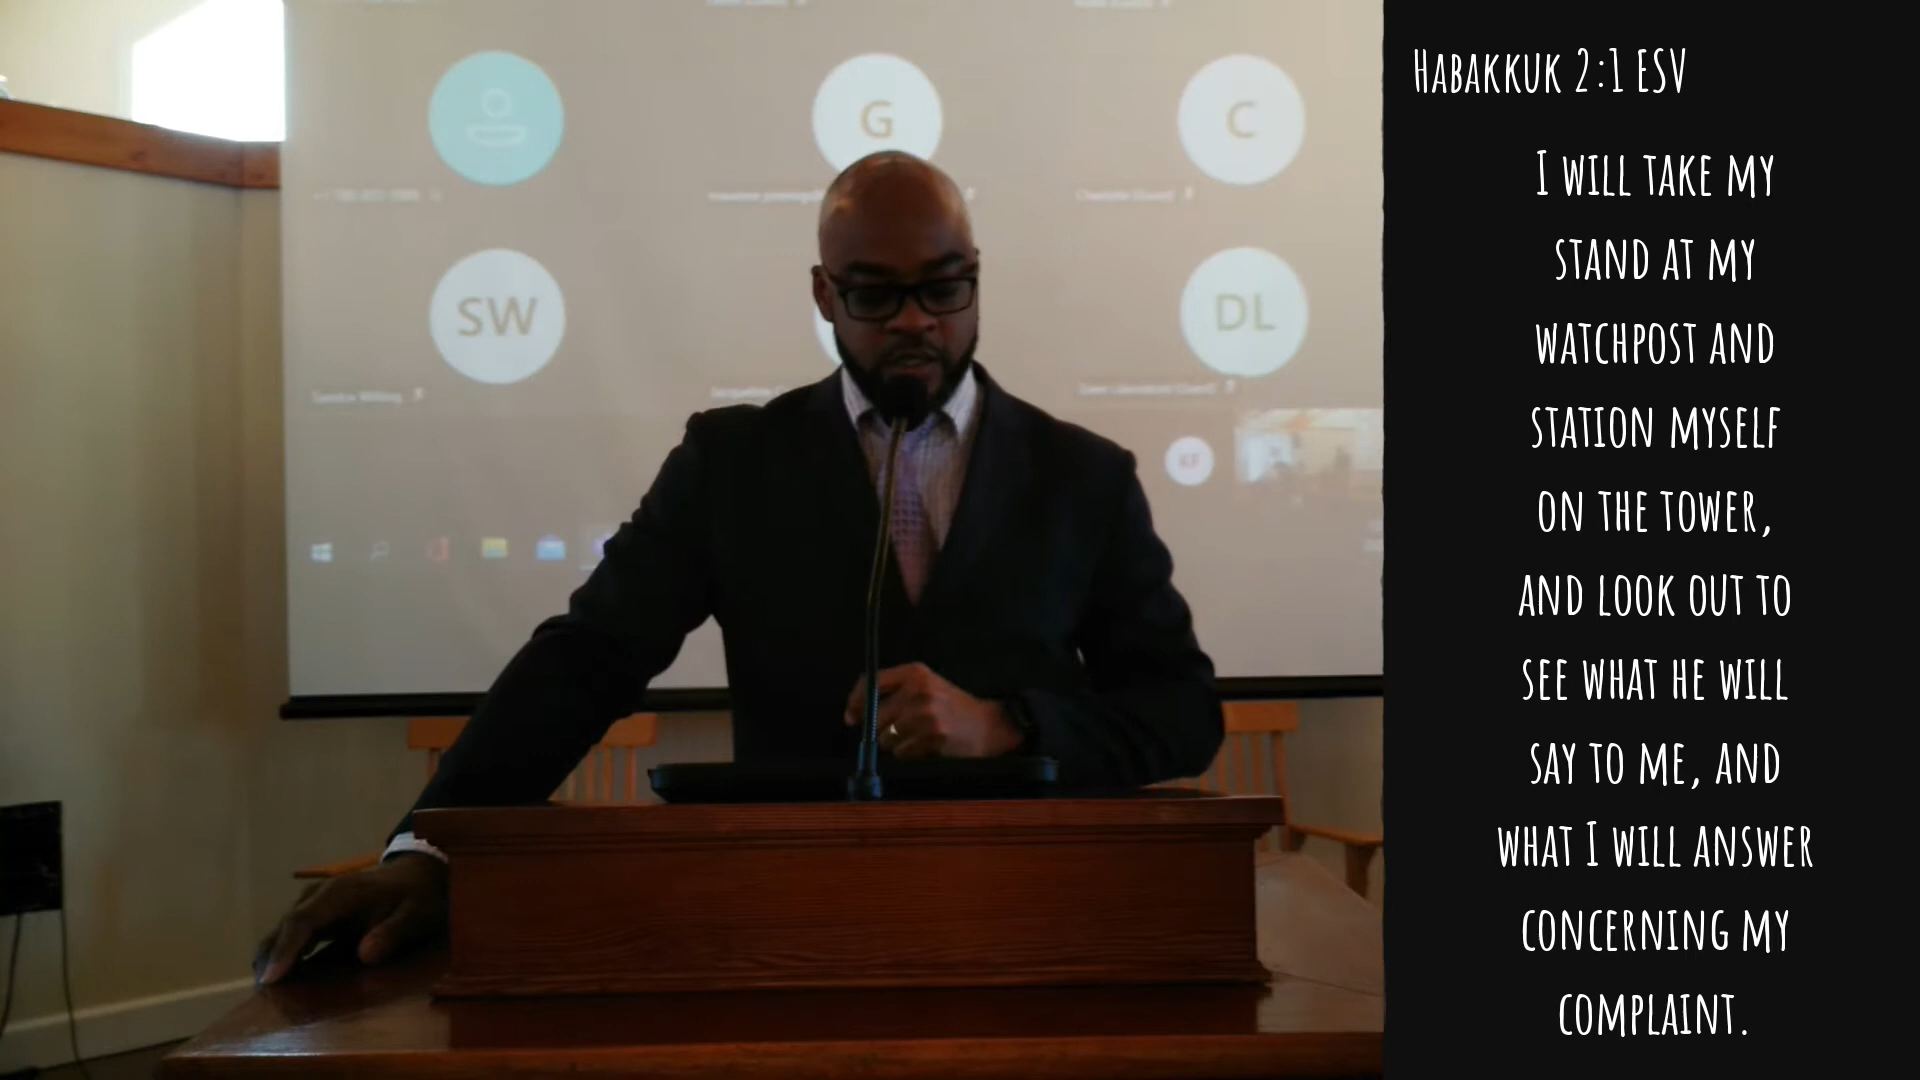 G
C
SW
DL
KF
Habakkuk 2:1 ESV
I will take my
stand at my
watchpost and
station myself
on the tower,
and look out to
see what he will
say to me, and
what I will answer
concerning my
complaint.